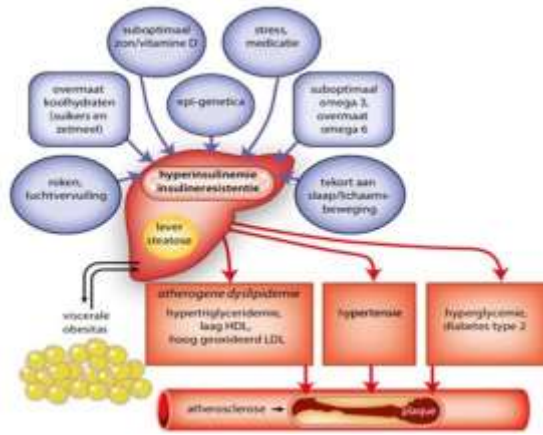 suboptimaal
zon/vitamine D
stress,
medicatie
overmaat
koolhydraten
(suikers en
zetmeel)
epi-genetica
suboptimaal
omega 3,
overmaat
omega 6
roken,
luchtvervuiling
hyperinsulinemie
insulineresistentie
tekort aan
slaap/lichaams-
beweging
lever
steatose
viscerale
obesitas
atherogene dyslipidemie
hypertriglyceridemie,
laag HDL,
hoog geoxideerd LDL
hypertensie
hyperglycemie,
diabetes type 2
atherosclerose
plaque